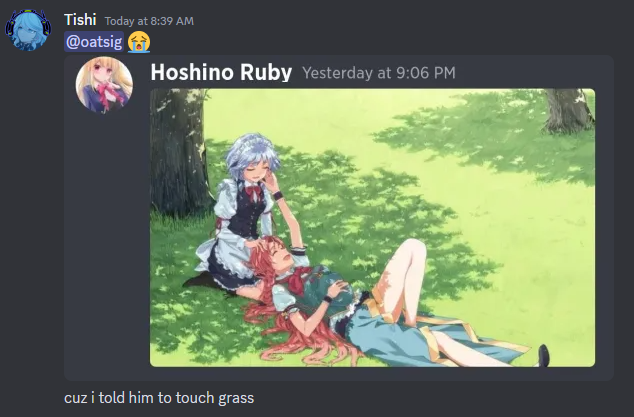 Tishi Today at 8:39 AM
@oatsig 😭
Hoshino Ruby Yesterday at 9:06 PM
cuz i told him to touch grass